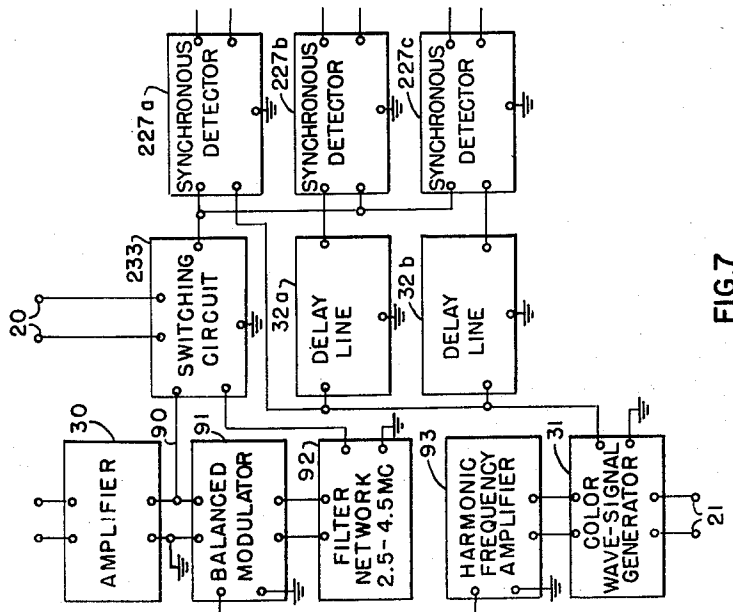 227a
SYNCHRONOUS
DETECTOR
227b
SYNCHRONOUS
DETECTOR
227c
SYNCHRONOUS
DETECTOR
20
233
SWITCHING
CIRCUIT
32a
DELAY
LINE
32b
DELAY
LINE
30
AMPLIFIER
90
91
BALANCED
MODULATOR
92
FILTER
NETWORK
2.5-4.5MC
93
HARMONIC
FREQUENCY
AMPLIFIER
31
COLOR
WAVE-SIGNAL
GENERATOR
21
FIG.7